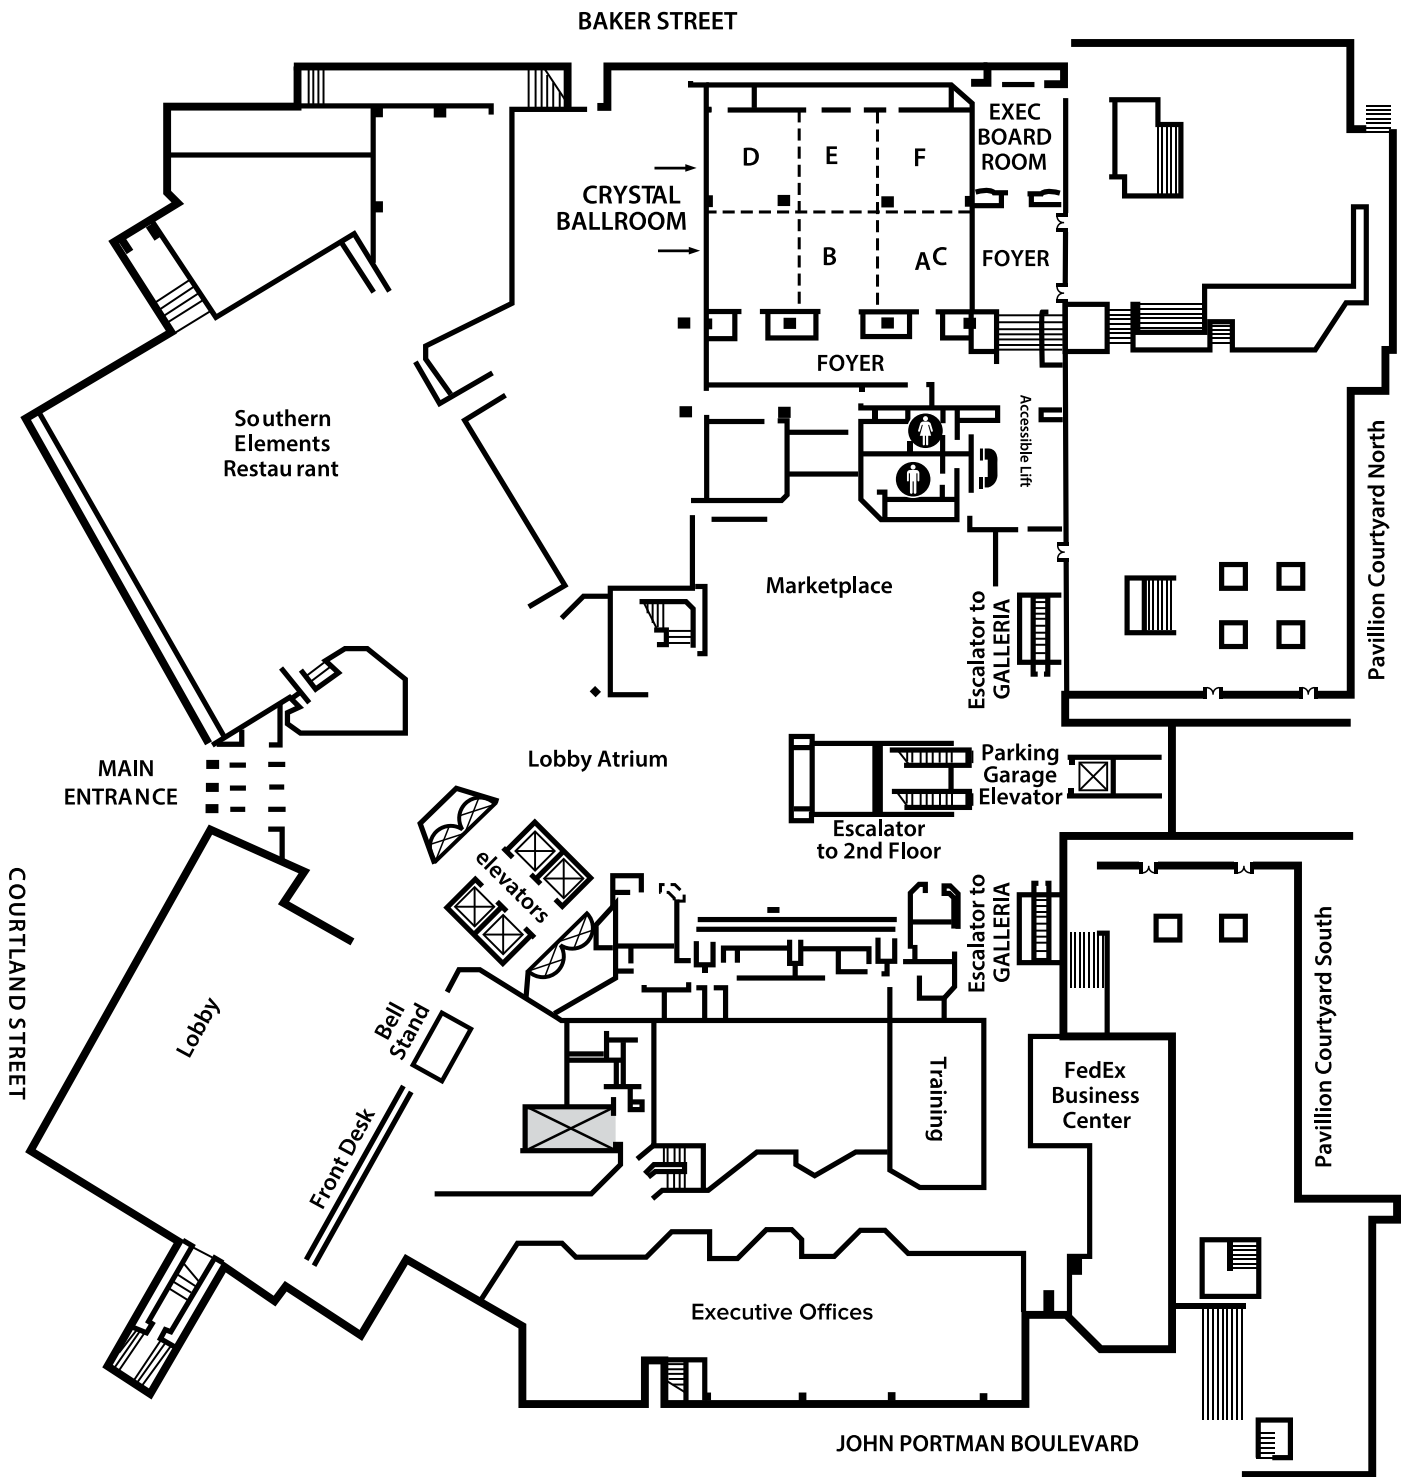 BAKER STREET
EXEC
BOARD
ROOM
D
E
F
CRYSTAL
BALLROOM
B
A
C
FOYER
FOYER
Southern
Elements
Restaurant
Accessible Lift
Pavillion Courtyard North
Marketplace
Escalator to
GALLERIA
Lobby Atrium
MAIN
ENTRANCE
Parking
Garage
Elevator
Escalator
to 2nd Floor
elevators
COURTLAND STREET
Escalator to
GALLERIA
Pavillion Courtyard South
Lobby
Bell
Stand
Training
FedEx
Business
Center
Front Desk
Executive Offices
JOHN PORTMAN BOULEVARD